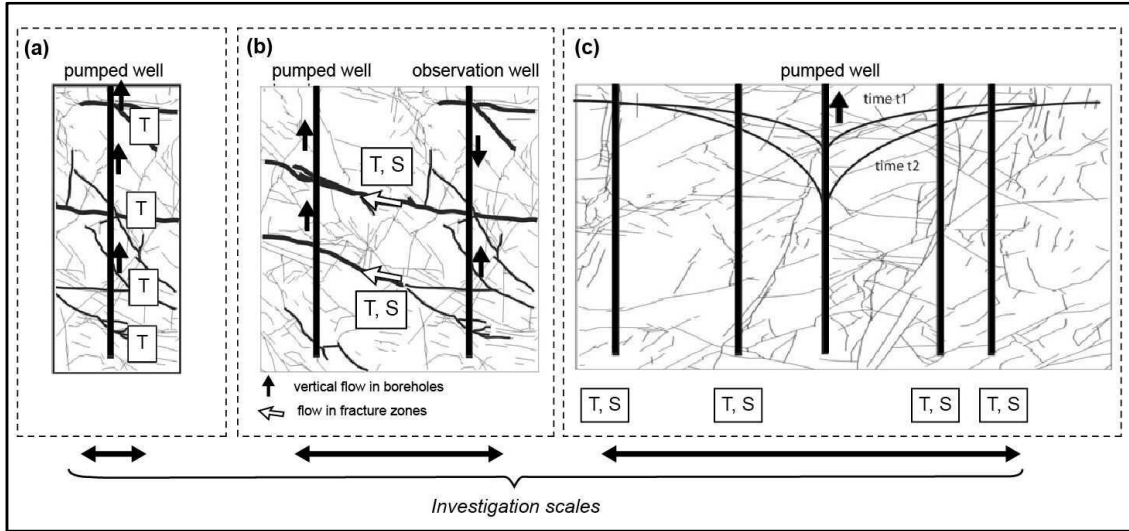 (a)
pumped well
T
T
T
T
(b)
pumped well
observation well
T, S
T, S
vertical flow in boreholes
flow in fracture zones
(c)
pumped well
time t1
time t2
T, S
T, S
T, S
T, S
Investigation scales